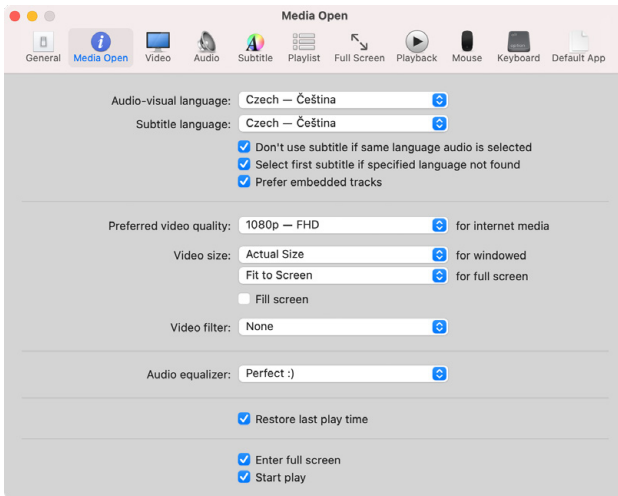 Media Open
General Media Open Video Audio Subtitle Playlist Full Screen Playback Mouse Keyboard Default App
Audio-visual language: Czech — Čeština
Subtitle language: Czech — Čeština
Don't use subtitle if same language audio is selected
Select first subtitle if specified language not found
Prefer embedded tracks
Preferred video quality: 1080p — FHD for internet media
Video size: Actual Size for windowed
Fit to Screen for full screen
Fill screen
Video filter: None
Audio equalizer: Perfect :)
Restore last play time
Enter full screen
Start play